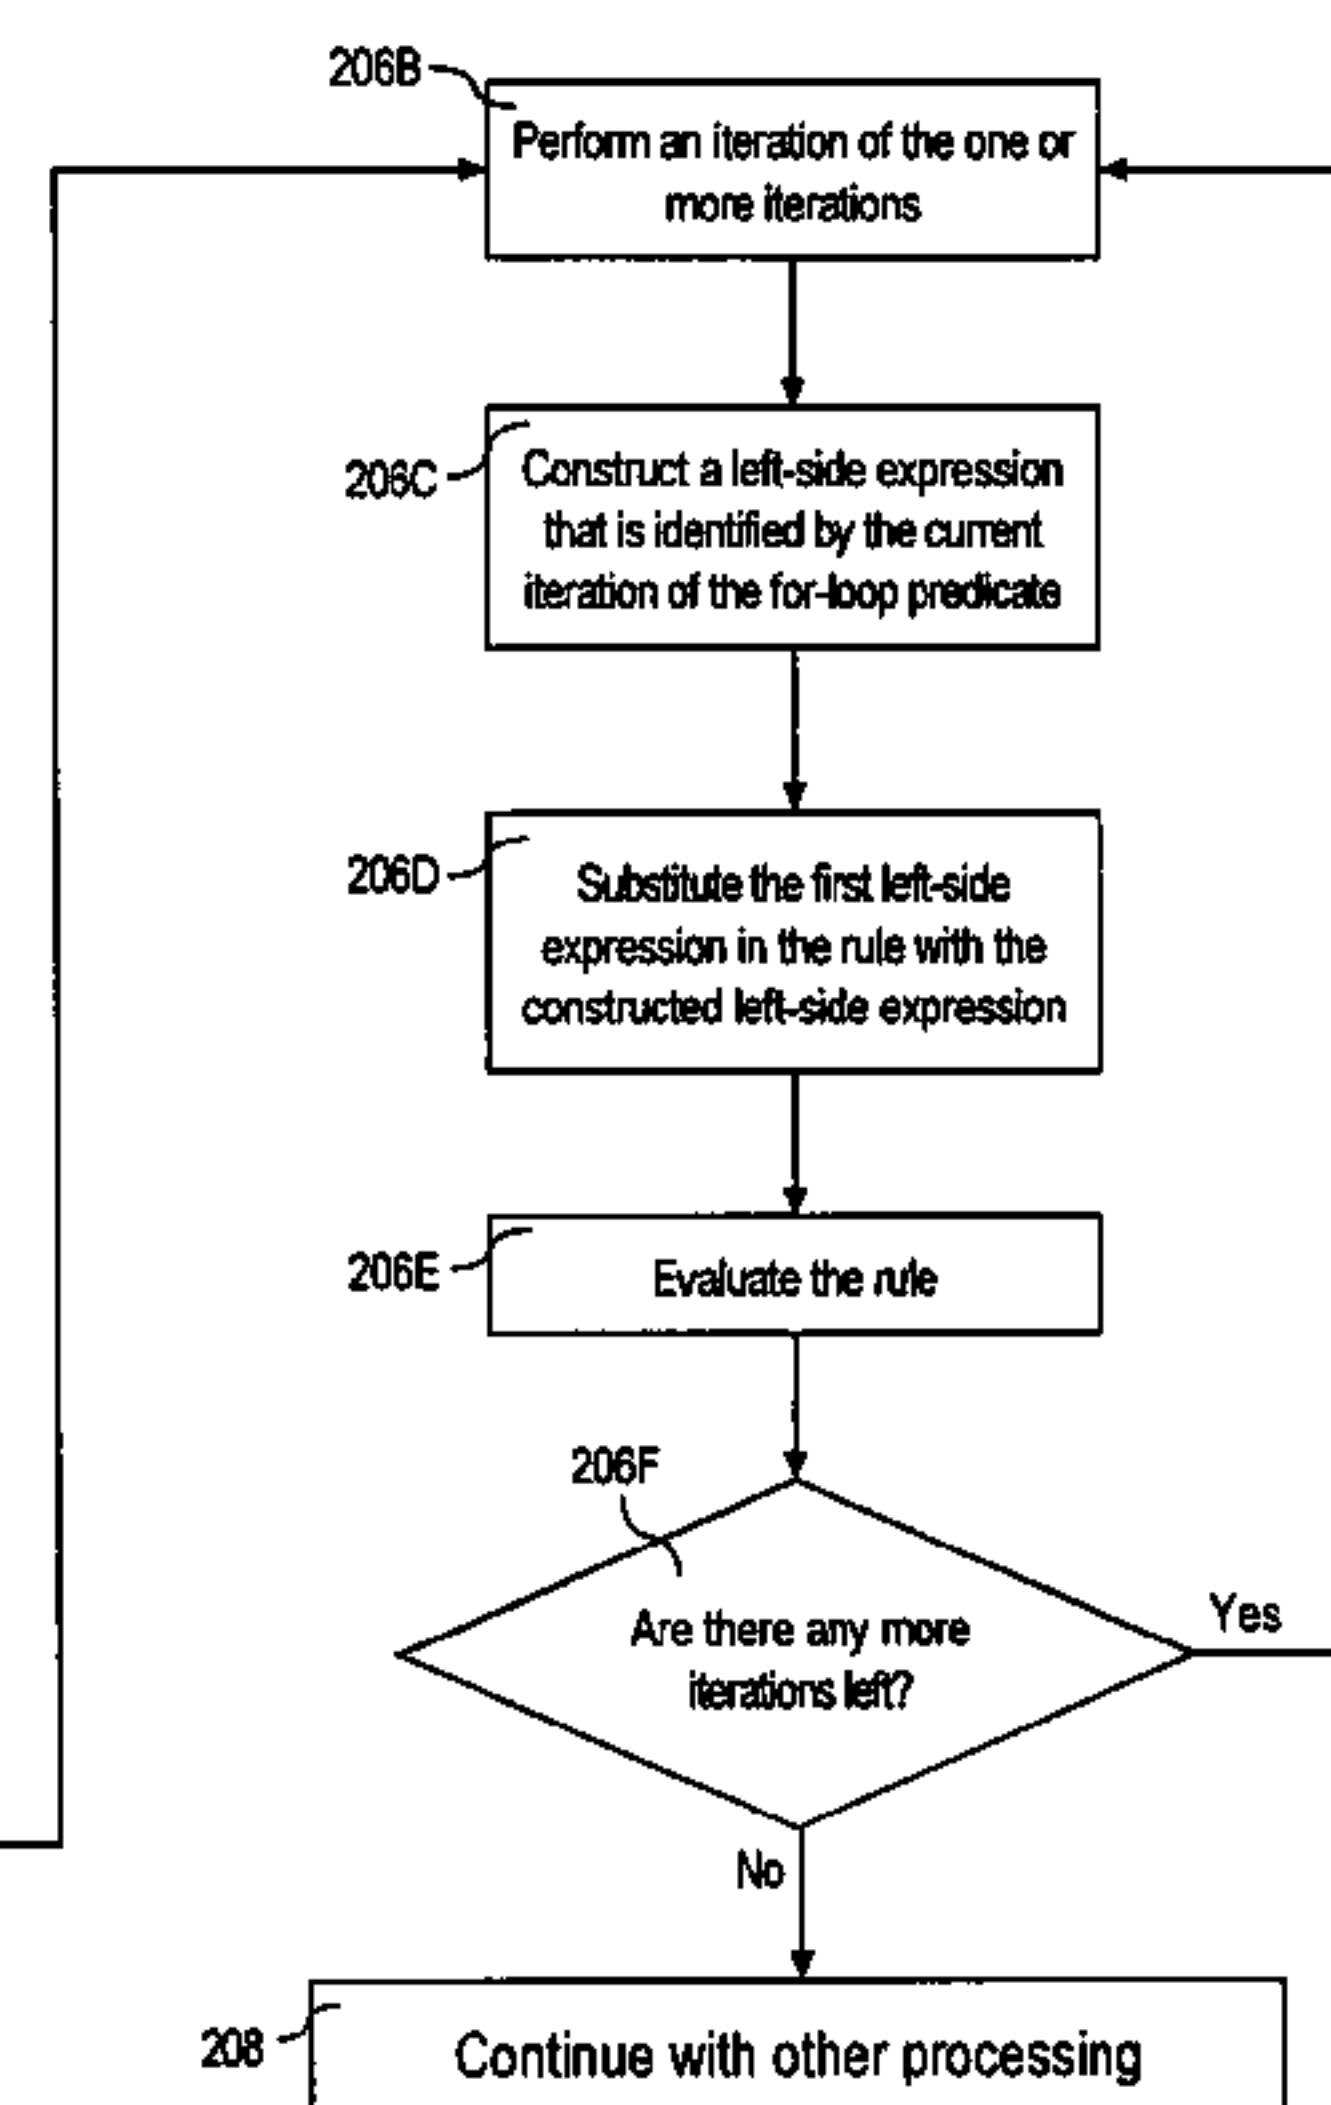 206B
Perform an iteration of the one or
more iterations
206C
Construct a left-side expression
that is identified by the current
iteration of the for-loop predicate
206D
Substitute the first left-side
expression in the rule with the
constructed left-side expression
206E
Evaluate the rule
206F
Are there any more
iterations left?
Yes
No
208
Continue with other processing